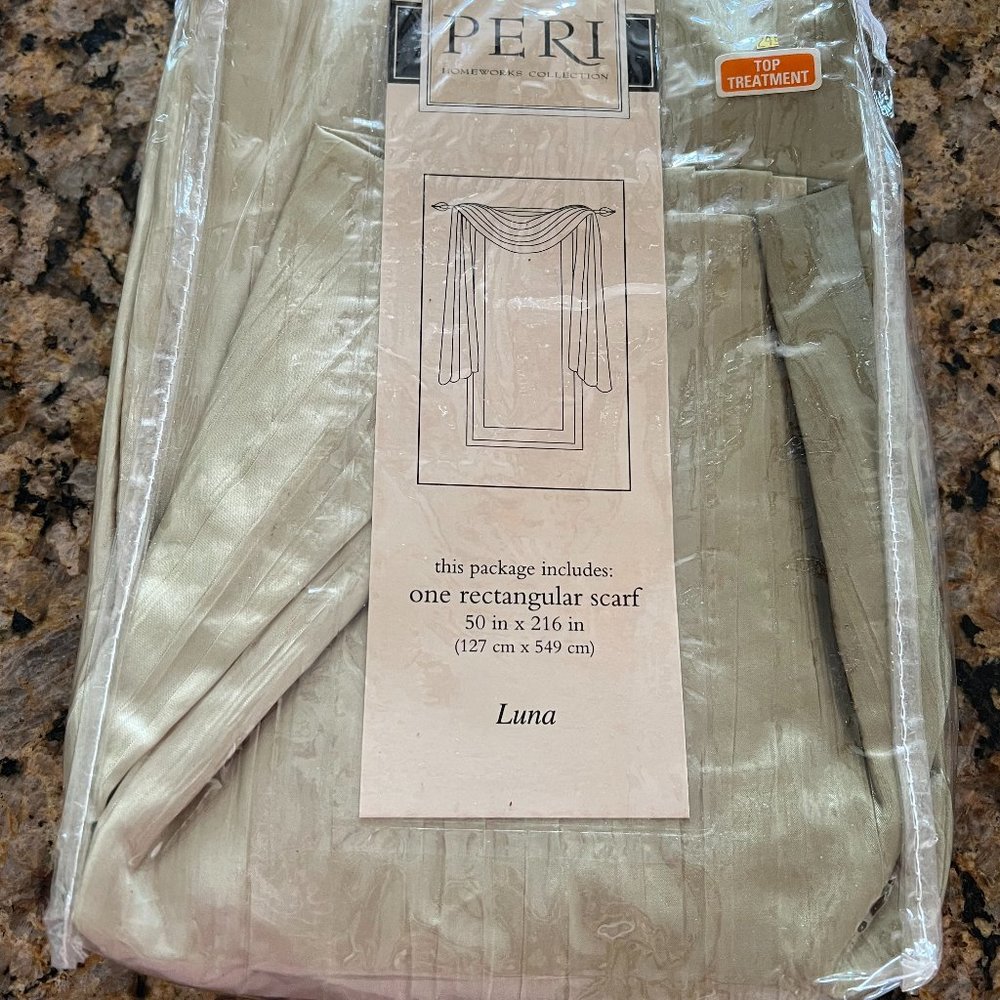 PERI
HOMEWORKS COLLECTION
TOP
TREATMENT
this package includes:
one rectangular scarf
50 in x 216 in
(127 cm x 549 cm)
Luna